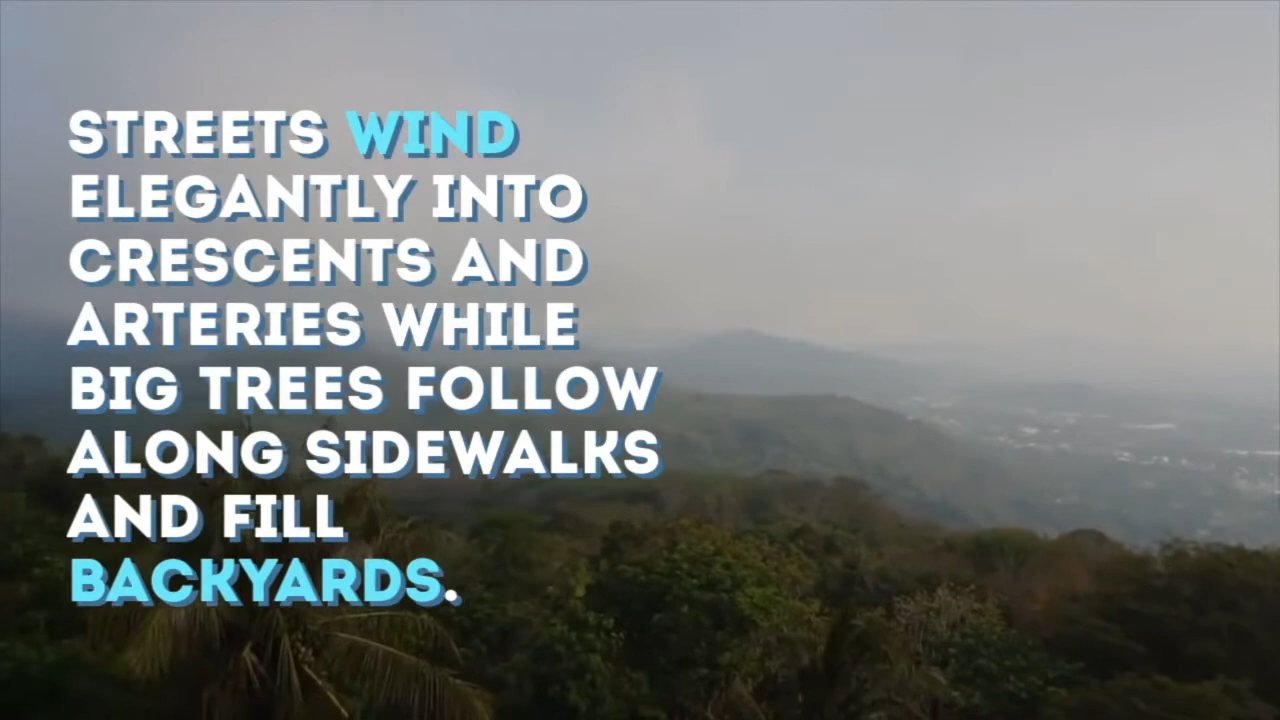 STREETS WIND
ELEGANTLY INTO
CRESCENTS AND
ARTERIES WHILE
BIG TREES FOLLOW
ALONG SIDEWALKS
AND FILL
BACKYARDS.